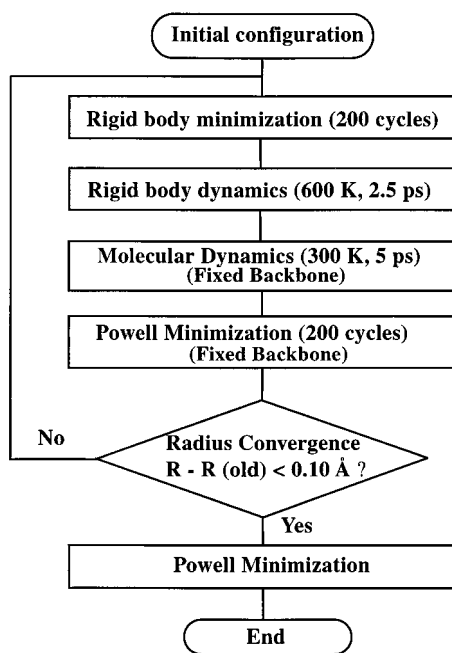 Initial configuration
Rigid body minimization (200 cycles)
Rigid body dynamics (600 K, 2.5 ps)
Molecular Dynamics (300 K, 5 ps)
(Fixed Backbone)
Powell Minimization (200 cycles)
(Fixed Backbone)
No
Radius Convergence
R - R (old) < 0.10 Å ?
Yes
Powell Minimization
End